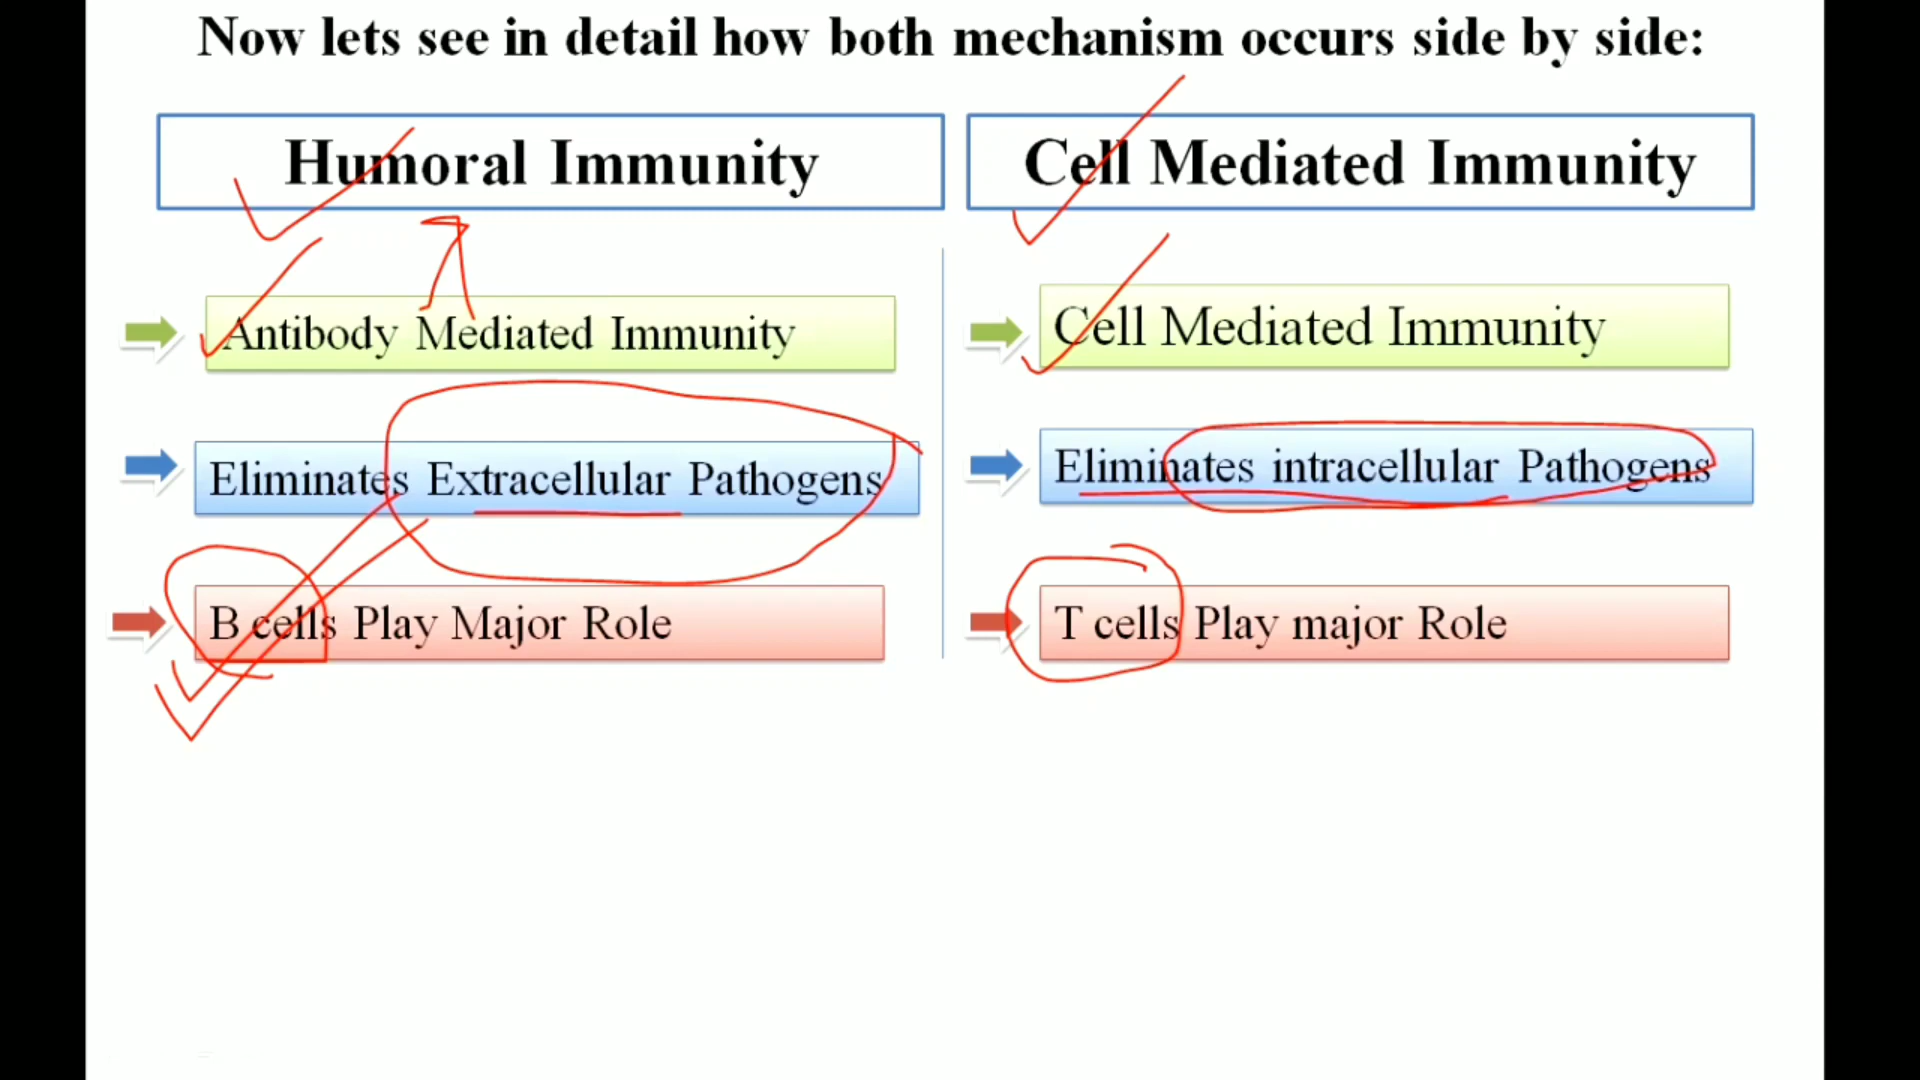 Now lets see in detail how both mechanism occurs side by side:
Humoral Immunity
Cell Mediated Immunity
Antibody Mediated Immunity
Cell Mediated Immunity
Eliminates Extracellular Pathogens
Eliminates intracellular Pathogens
B cells Play Major Role
T cells Play major Role